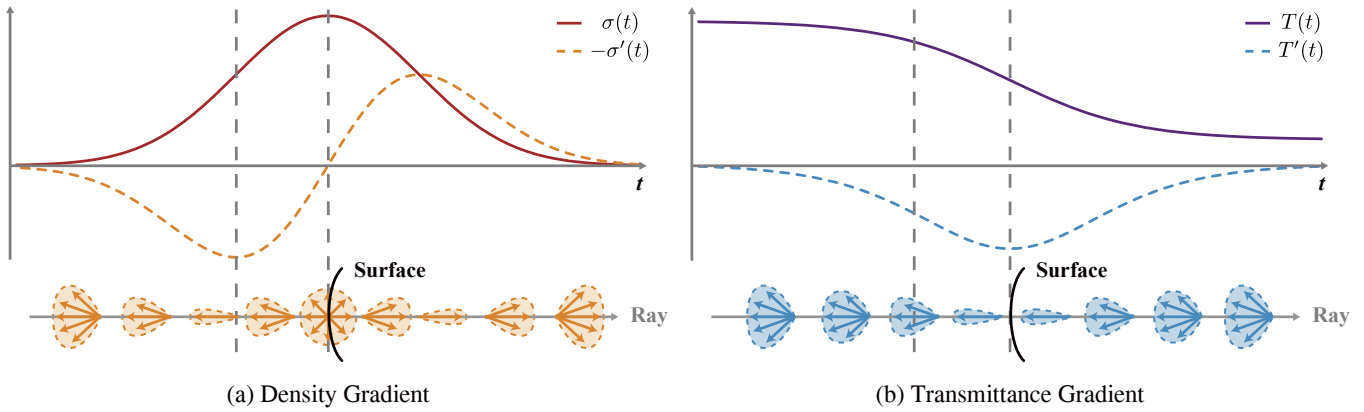 σ(t)
−σ′(t)
t
Surface
Ray
(a) Density Gradient
T(t)
T′(t)
t
Surface
Ray
(b) Transmittance Gradient